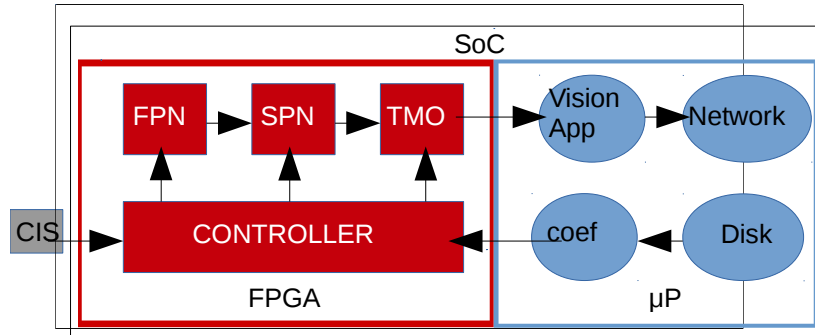 SoC
FPN
SPN
TMO
Vision
App
Network
CIS
CONTROLLER
coef
Disk
FPGA
µP